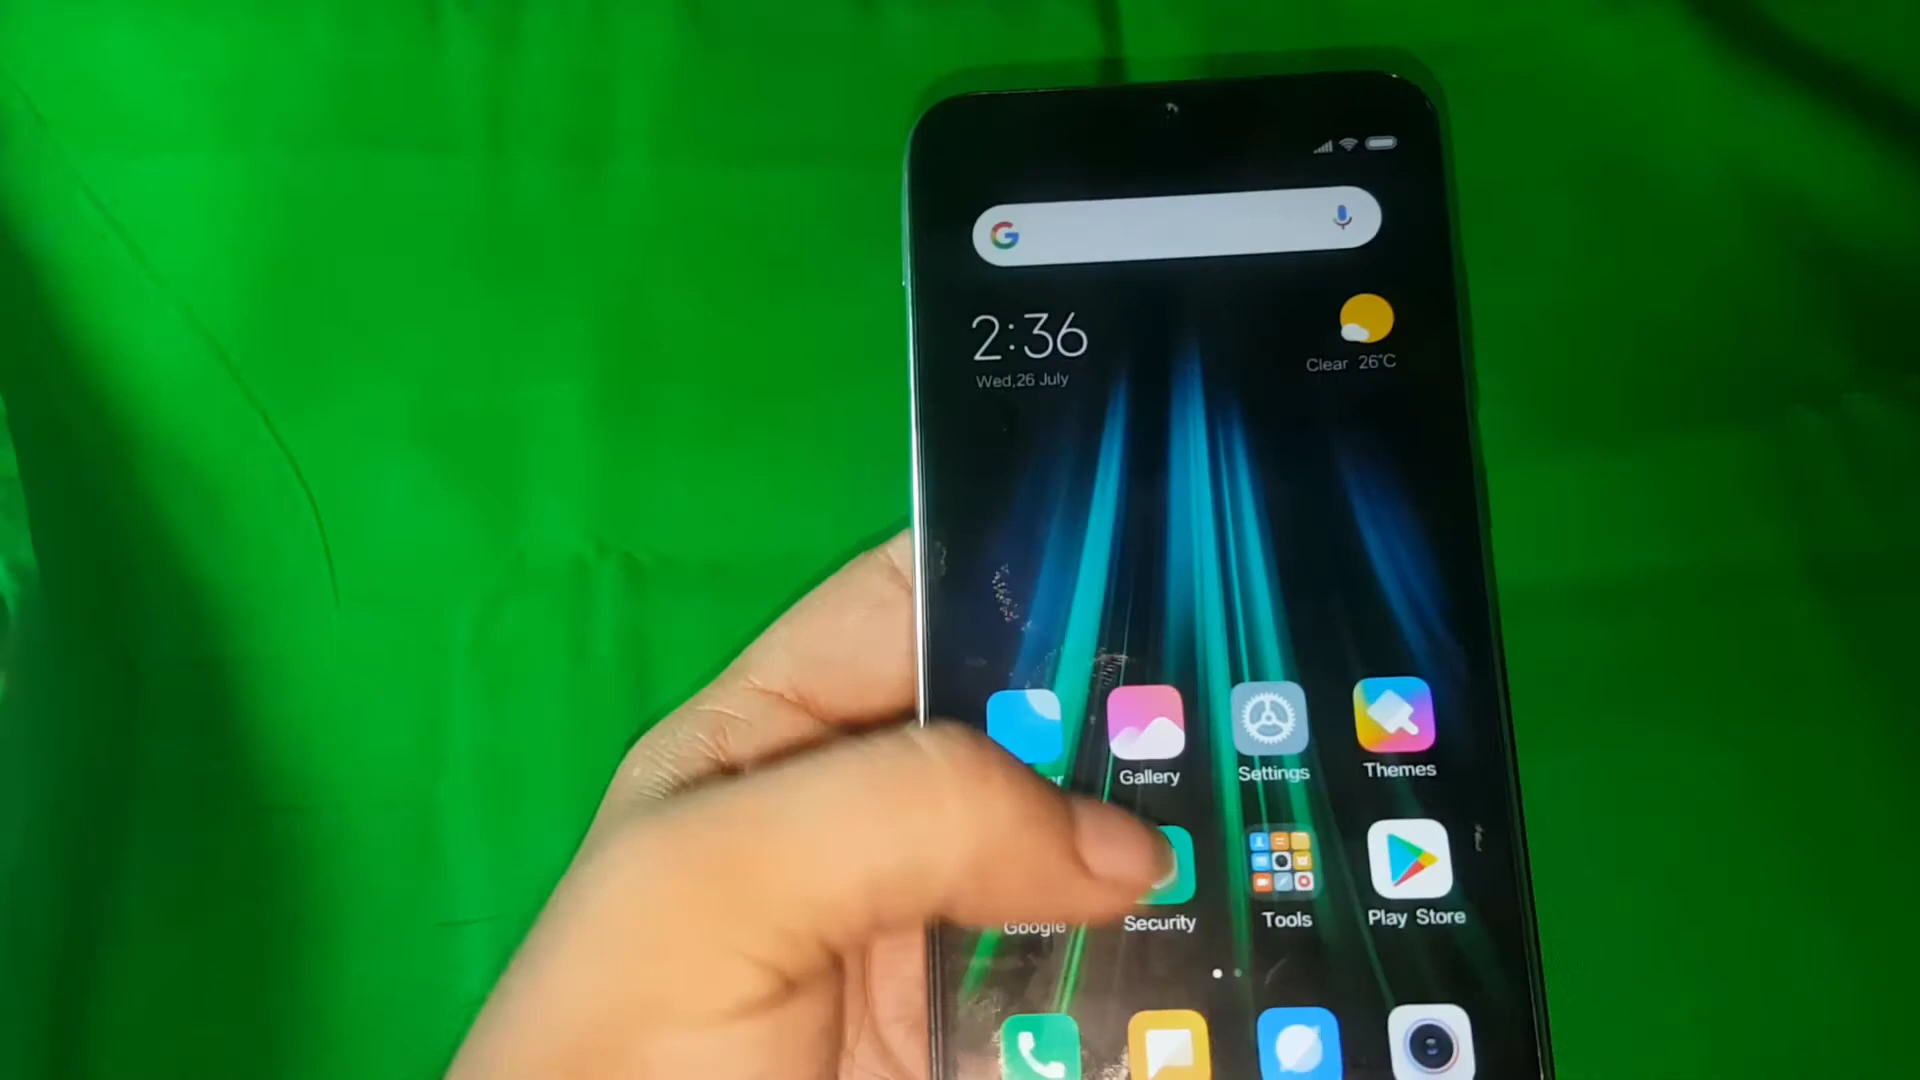 2:36
Wed,26 July
Clear 26°C
Gallery
Settings
Themes
Google
Security
Tools
Play Store